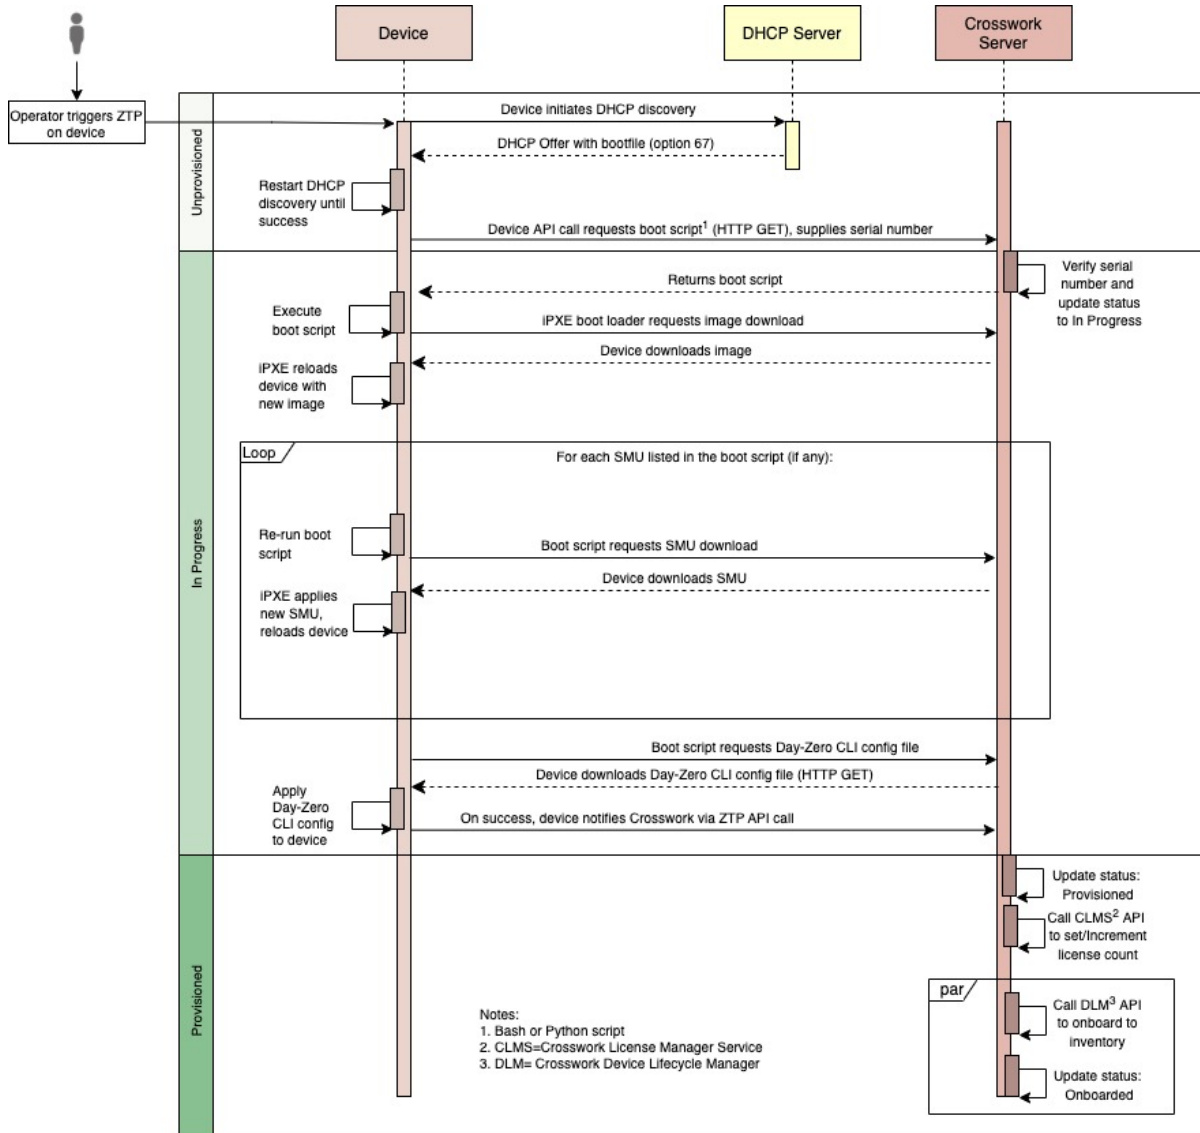 Device
DHCP Server
Crosswork
Server
Operator triggers ZTP
on device
Unprovisioned
Device initiates DHCP discovery
DHCP Offer with bootfile (option 67)
Restart DHCP
discovery until
success
Device API call requests boot script1 (HTTP GET), supplies serial number
In Progress
Verify serial
number and
update status
to In Progress
Returns boot script
Execute
boot script
iPXE boot loader requests image download
Device downloads image
iPXE reloads
device with
new image
Loop
For each SMU listed in the boot script (if any):
Re-run boot
script
Boot script requests SMU download
Device downloads SMU
iPXE applies
new SMU,
reloads device
Boot script requests Day-Zero CLI config file
Device downloads Day-Zero CLI config file (HTTP GET)
Apply
Day-Zero
CLI config
to device
On success, device notifies Crosswork via ZTP API call
Provisioned
Update status:
Provisioned
Call CLMS2 API
to set/Increment
license count
par
Call DLM3 API
to onboard to
inventory
Update status:
Onboarded
Notes:
1. Bash or Python script
2. CLMS=Crosswork License Manager Service
3. DLM= Crosswork Device Lifecycle Manager